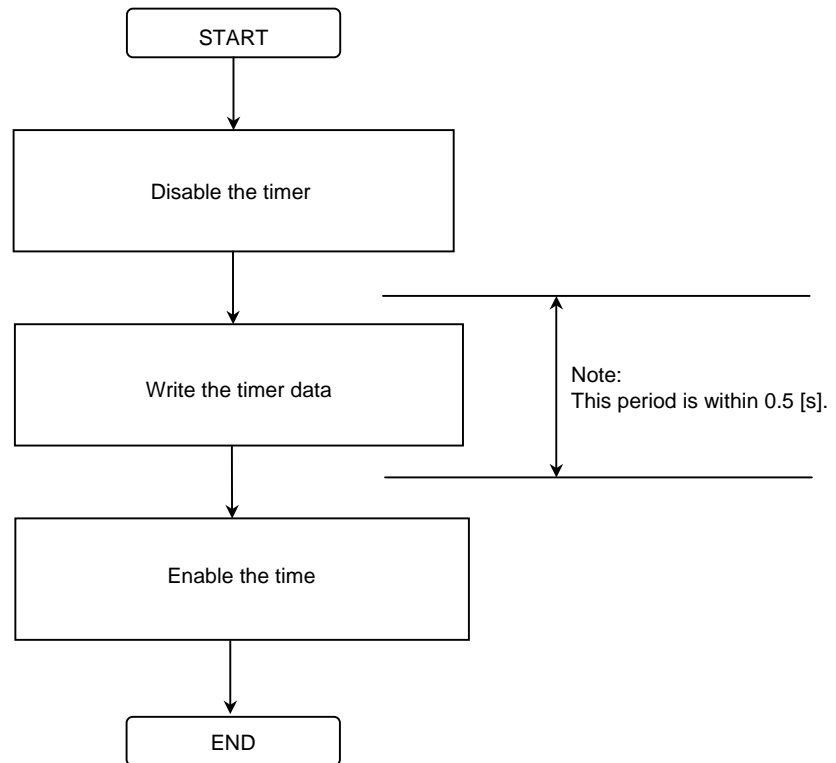 START
Disable the timer
Write the timer data
Note:
This period is within 0.5 [s].
Enable the time
END